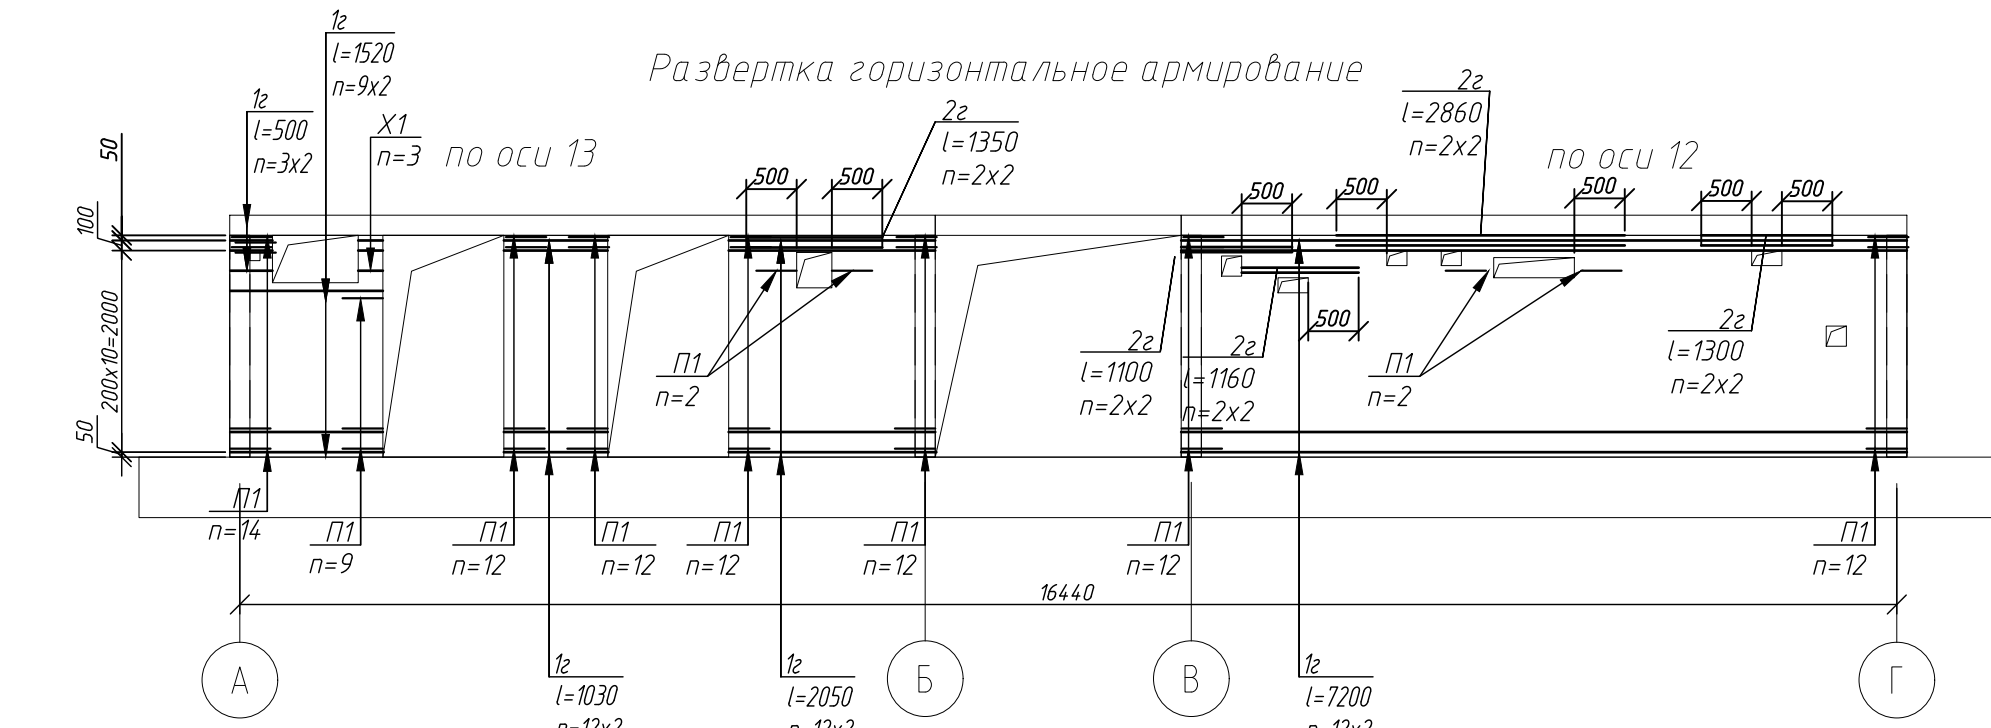 1г
l=1520
n=9x2
1г
l=500
n=3x2
Х1
n=3
Развертка горизонтальное армирование
по оси 13
2г
l=1350
n=2x2
2г
l=2860
n=2x2
по оси 12
50
100
200x10=2000
50
500
500
500
500
500
500
500
500
П1
n=2
2г
l=1100
n=2x2
2г
l=1160
n=2x2
П1
n=2
2г
l=1300
n=2x2
П1
n=14
П1
n=9
П1
n=12
П1
n=12
П1
n=12
П1
n=12
П1
n=12
П1
n=12
16440
А
Б
В
Г
1г
l=1030
n=12x2
1г
l=2050
n=12x2
1г
l=7200
n=12x2